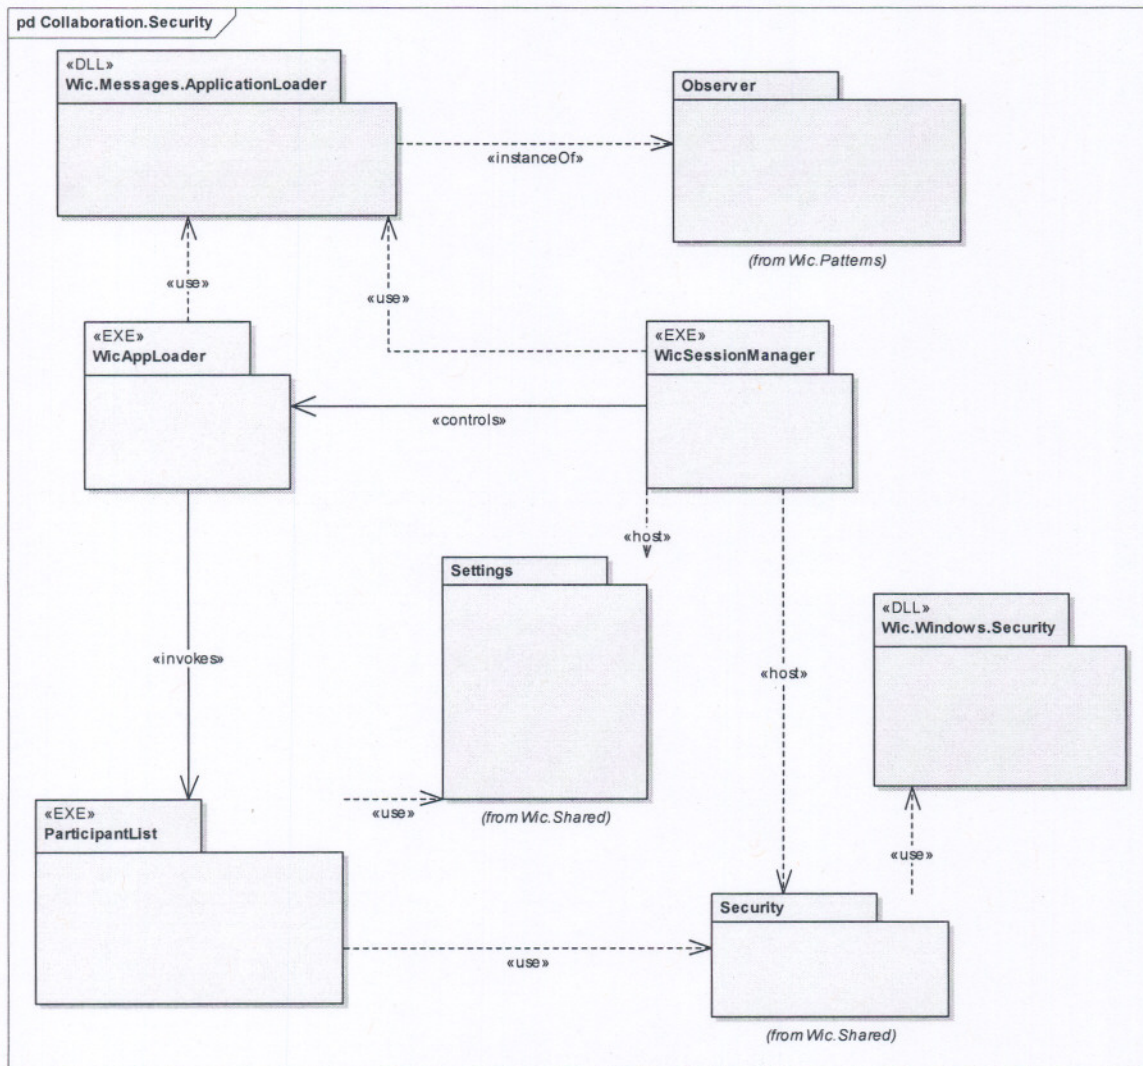 pd Collaboration.Security
«DLL»
Wic.Messages.ApplicationLoader
Observer
«instanceOf»
(from Wic.Patterns)
«use»
«use»
«EXE»
WicAppLoader
«EXE»
WicSessionManager
«controls»
«host»
Settings
«DLL»
Wic.Windows.Security
«invokes»
«host»
«use»
(from Wic.Shared)
«EXE»
ParticipantList
«use»
Security
«use»
(from Wic.Shared)